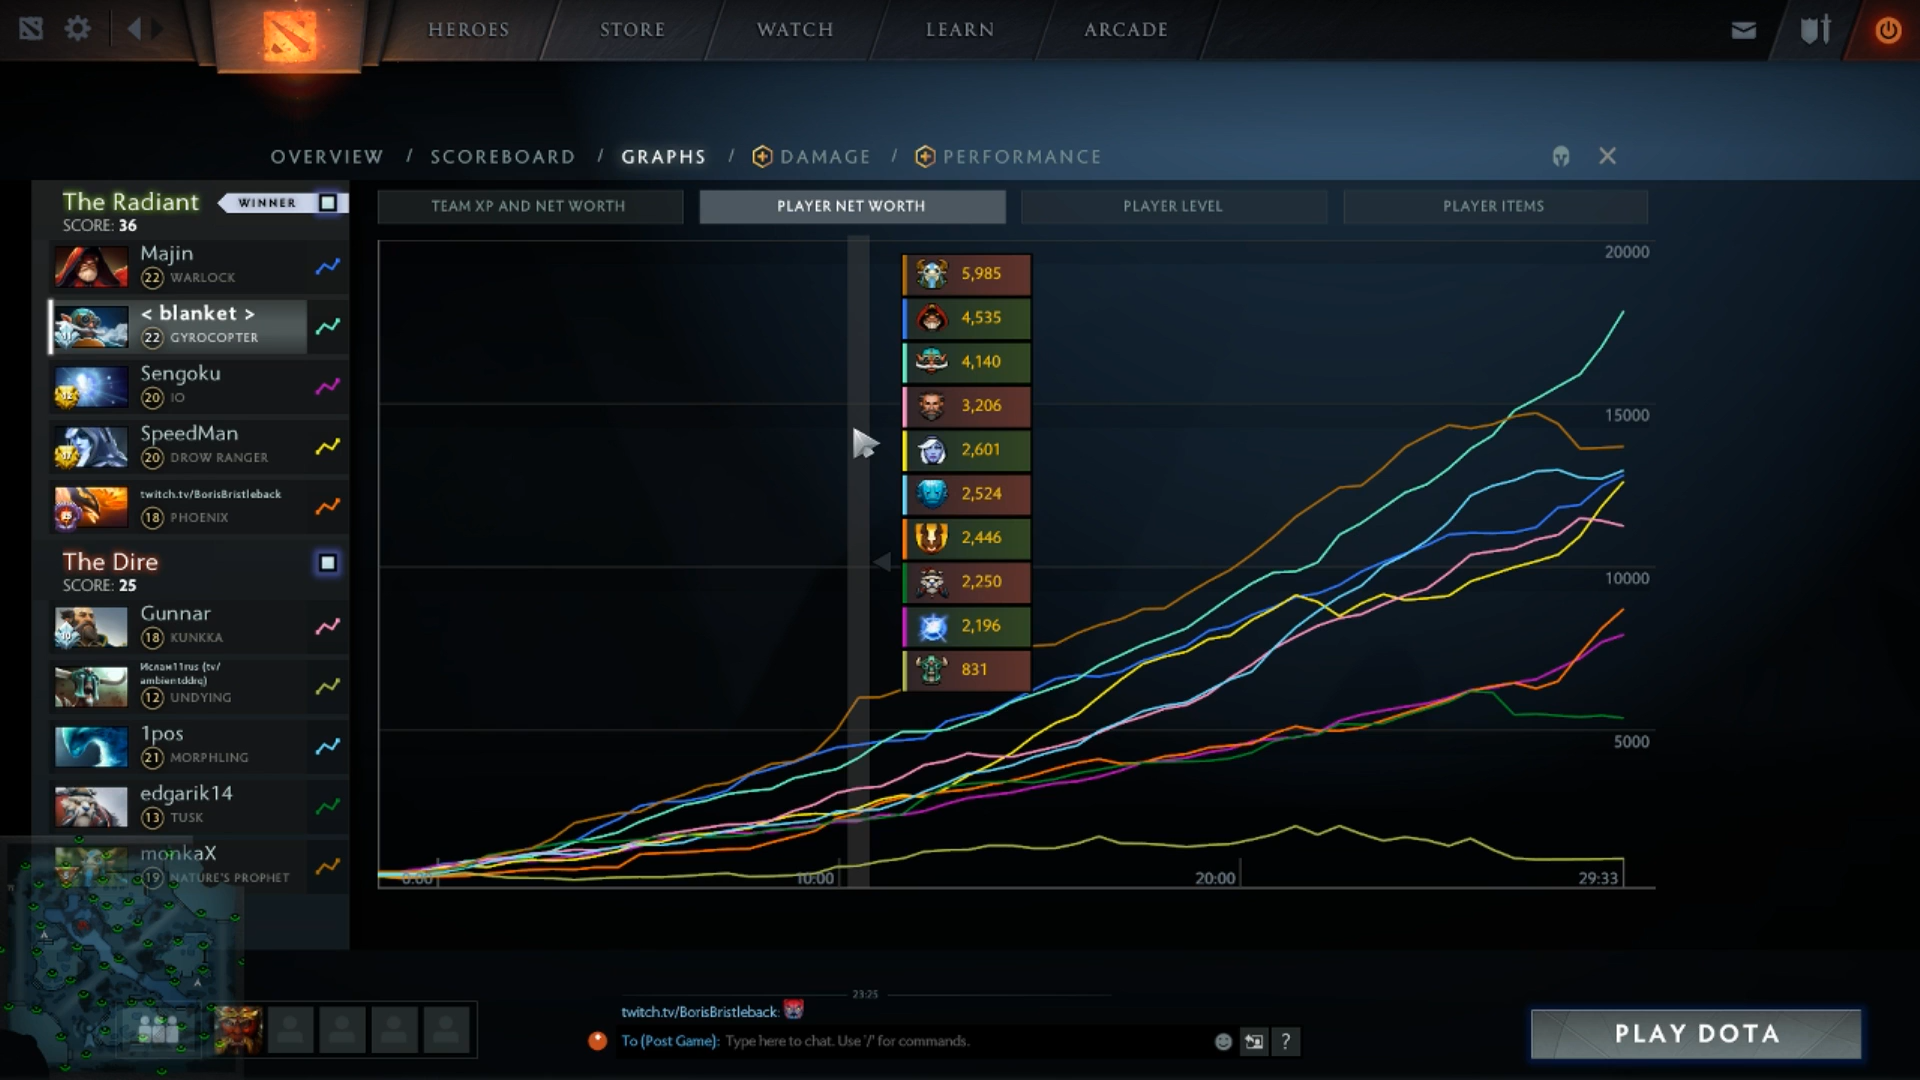 HEROES
STORE
WATCH
LEARN
ARCADE
OVERVIEW / SCOREBOARD / GRAPHS / DAMAGE / PERFORMANCE
The Radiant
WINNER
SCORE: 36
Majin
22 WARLOCK
< blanket >
22 GYROCOPTER
Sengoku
20 IO
SpeedMan
20 DROW RANGER
twitch.tv/BorisBristleback
18 PHOENIX
The Dire
SCORE: 25
Gunnar
18 KUNKKA
Ислам11rus (tv/
ambientddrq)
12 UNDYING
1pos
21 MORPHLING
edgarik14
13 TUSK
monkaX
19 NATURE'S PROPHET
TEAM XP AND NET WORTH
PLAYER NET WORTH
PLAYER LEVEL
PLAYER ITEMS
5,985
4,535
4,140
3,206
2,601
2,524
2,446
2,250
2,196
831
20000
15000
10000
5000
0:00
10:00
20:00
29:33
23:25
twitch.tv/BorisBristleback:
To (Post Game): Type here to chat. Use '/' for commands.
?
PLAY DOTA